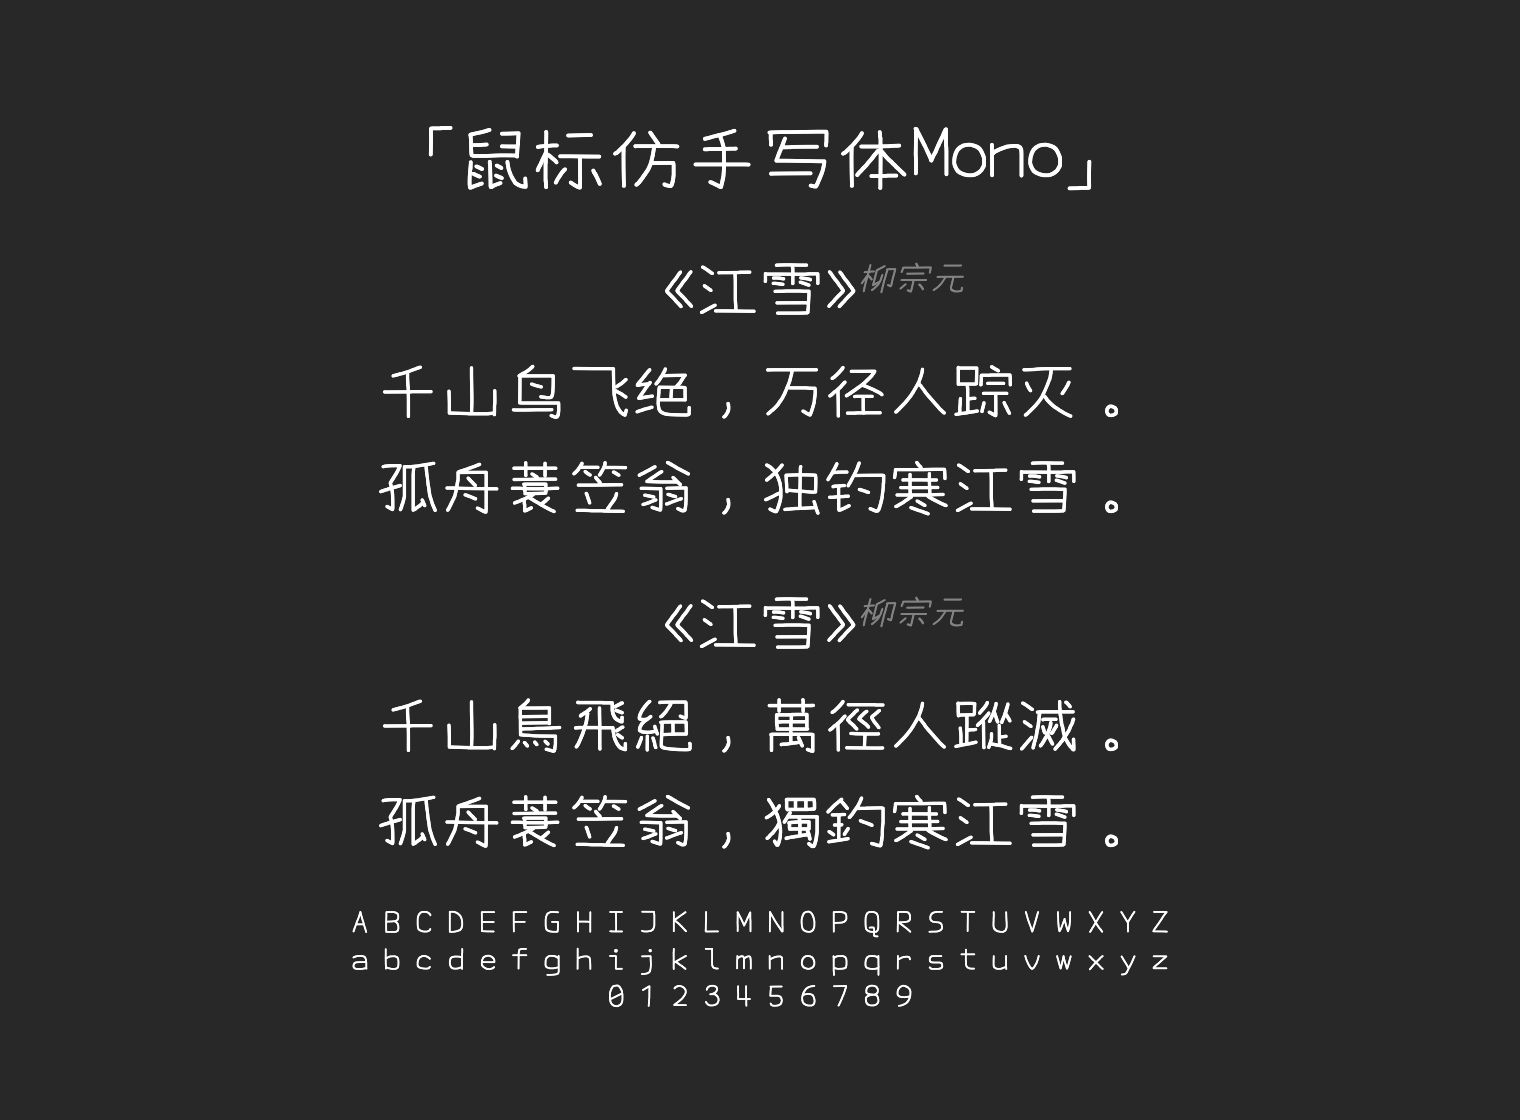 「鼠标仿手写体Mono」
《江雪》柳宗元
千山鸟飞绝，万径人踪灭。
孤舟蓑笠翁，独钓寒江雪。
《江雪》柳宗元
千山鳥飛絕，萬徑人蹤滅。
孤舟蓑笠翁，獨釣寒江雪。
A B C D E F G H I J K L M N O P Q R S T U V W X Y Z
a b c d e f g h i j k l m n o p q r s t u v w x y z
0 1 2 3 4 5 6 7 8 9